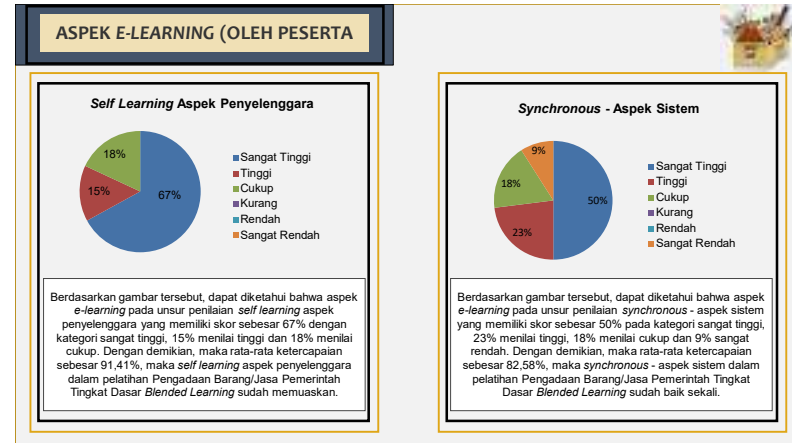 ASPEK E-LEARNING (OLEH PESERTA
Self Learning Aspek Penyelenggara
18%
15%
67%
Sangat Tinggi
Tinggi
Cukup
Kurang
Rendah
Sangat Rendah
Berdasarkan gambar tersebut, dapat diketahui bahwa aspek
e-learning pada unsur penilaian self learning aspek
penyelenggara yang memiliki skor sebesar 67% dengan
kategori sangat tinggi, 15% menilai tinggi dan 18% menilai
cukup. Dengan demikian, maka rata-rata ketercapaian
sebesar 91,41%, maka self learning aspek penyelenggara
dalam pelatihan Pengadaan Barang/Jasa Pemerintah
Tingkat Dasar Blended Learning sudah memuaskan.
Synchronous - Aspek Sistem
9%
18%
50%
23%
Sangat Tinggi
Tinggi
Cukup
Kurang
Rendah
Sangat Rendah
Berdasarkan gambar tersebut, dapat diketahui bahwa aspek
e-learning pada unsur penilaian synchronous - aspek sistem
yang memiliki skor sebesar 50% pada kategori sangat tinggi,
23% menilai tinggi, 18% menilai cukup dan 9% sangat
rendah. Dengan demikian, maka rata-rata ketercapaian
sebesar 82,58%, maka synchronous - aspek sistem dalam
pelatihan Pengadaan Barang/Jasa Pemerintah Tingkat
Dasar Blended Learning sudah baik sekali.